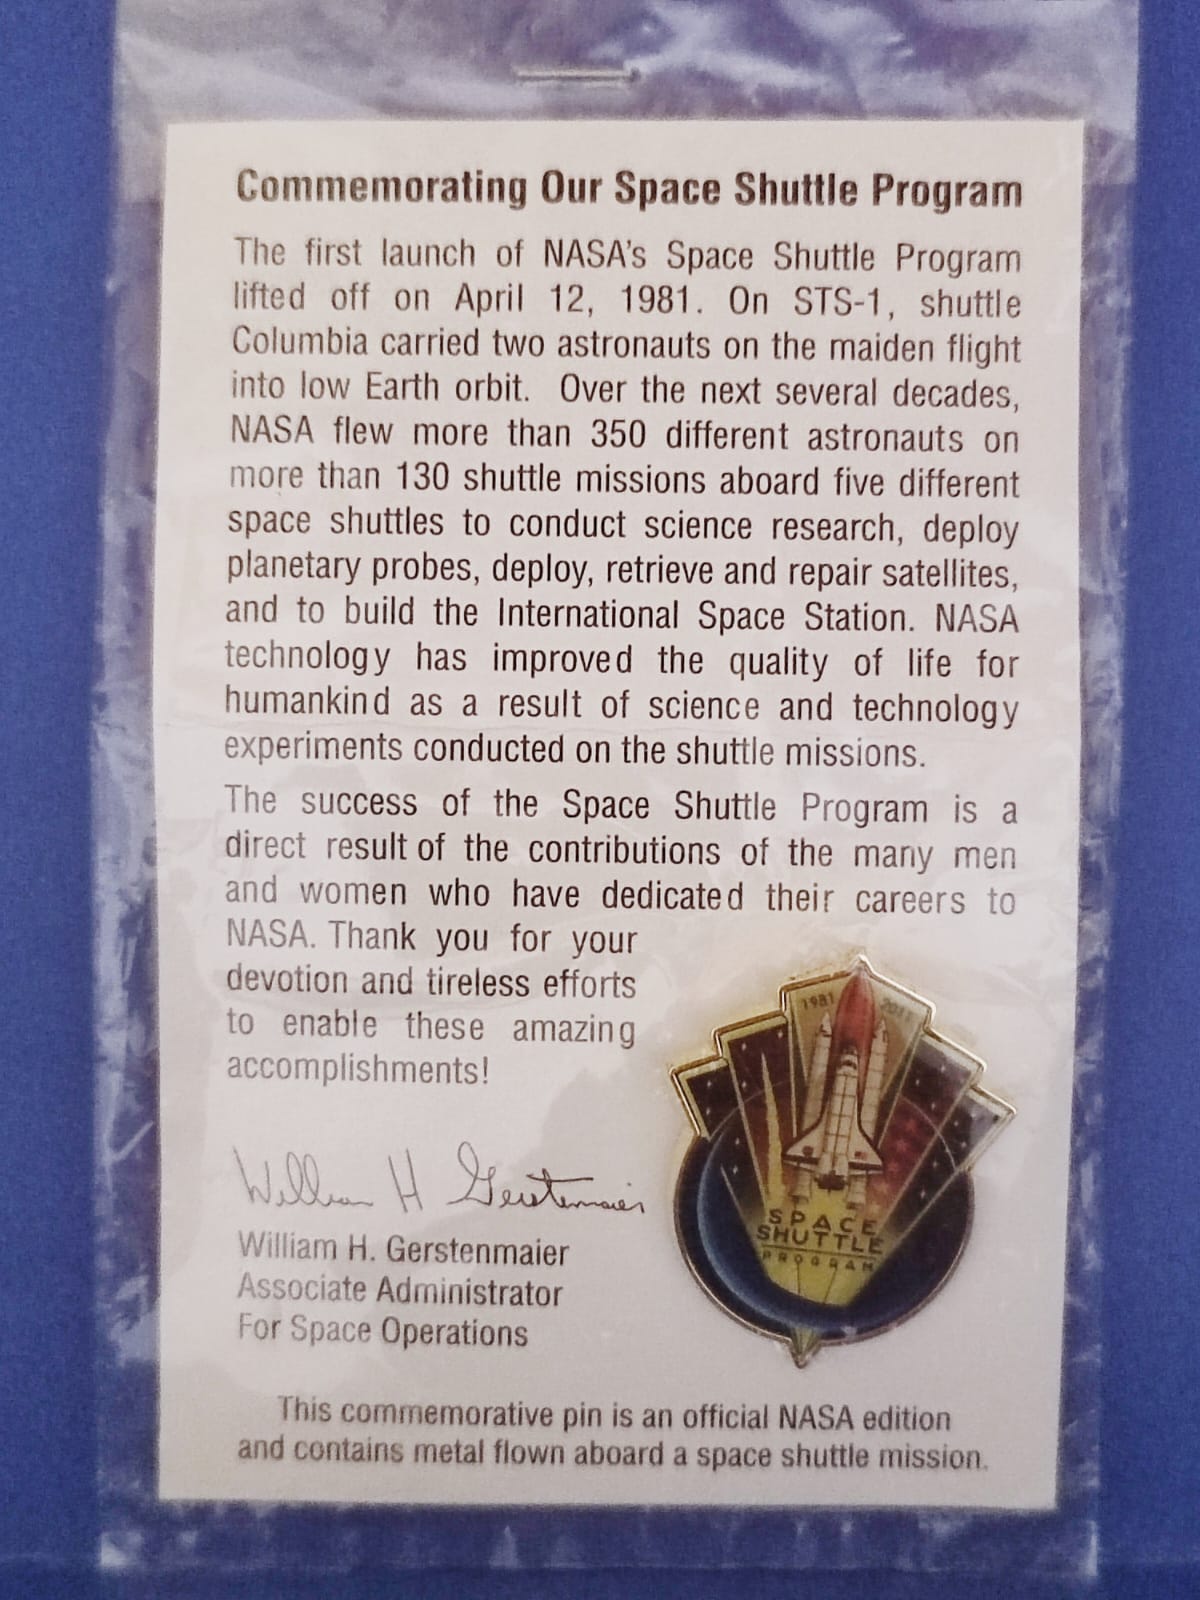 Commemorating Our Space Shuttle Program
The first launch of NASA's Space Shuttle Program
lifted off on April 12, 1981. On STS-1, shuttle
Columbia carried two astronauts on the maiden flight
into low Earth orbit. Over the next several decades,
NASA flew more than 350 different astronauts on
more than 130 shuttle missions aboard five different
space shuttles to conduct science research, deploy
planetary probes, deploy, retrieve and repair satellites,
and to build the International Space Station. NASA
technology has improved the quality of life for
humankind as a result of science and technology
experiments conducted on the shuttle missions.
The success of the Space Shuttle Program is a
direct result of the contributions of the many men
and women who have dedicated their careers to
NASA. Thank you for your
devotion and tireless efforts
to enable these amazing
accomplishments!
1981 2011
SPACE
SHUTTLE
PROGRAM
William H Gerstenmaier
William H. Gerstenmaier
Associate Administrator
For Space Operations
This commemorative pin is an official NASA edition
and contains metal flown aboard a space shuttle mission.